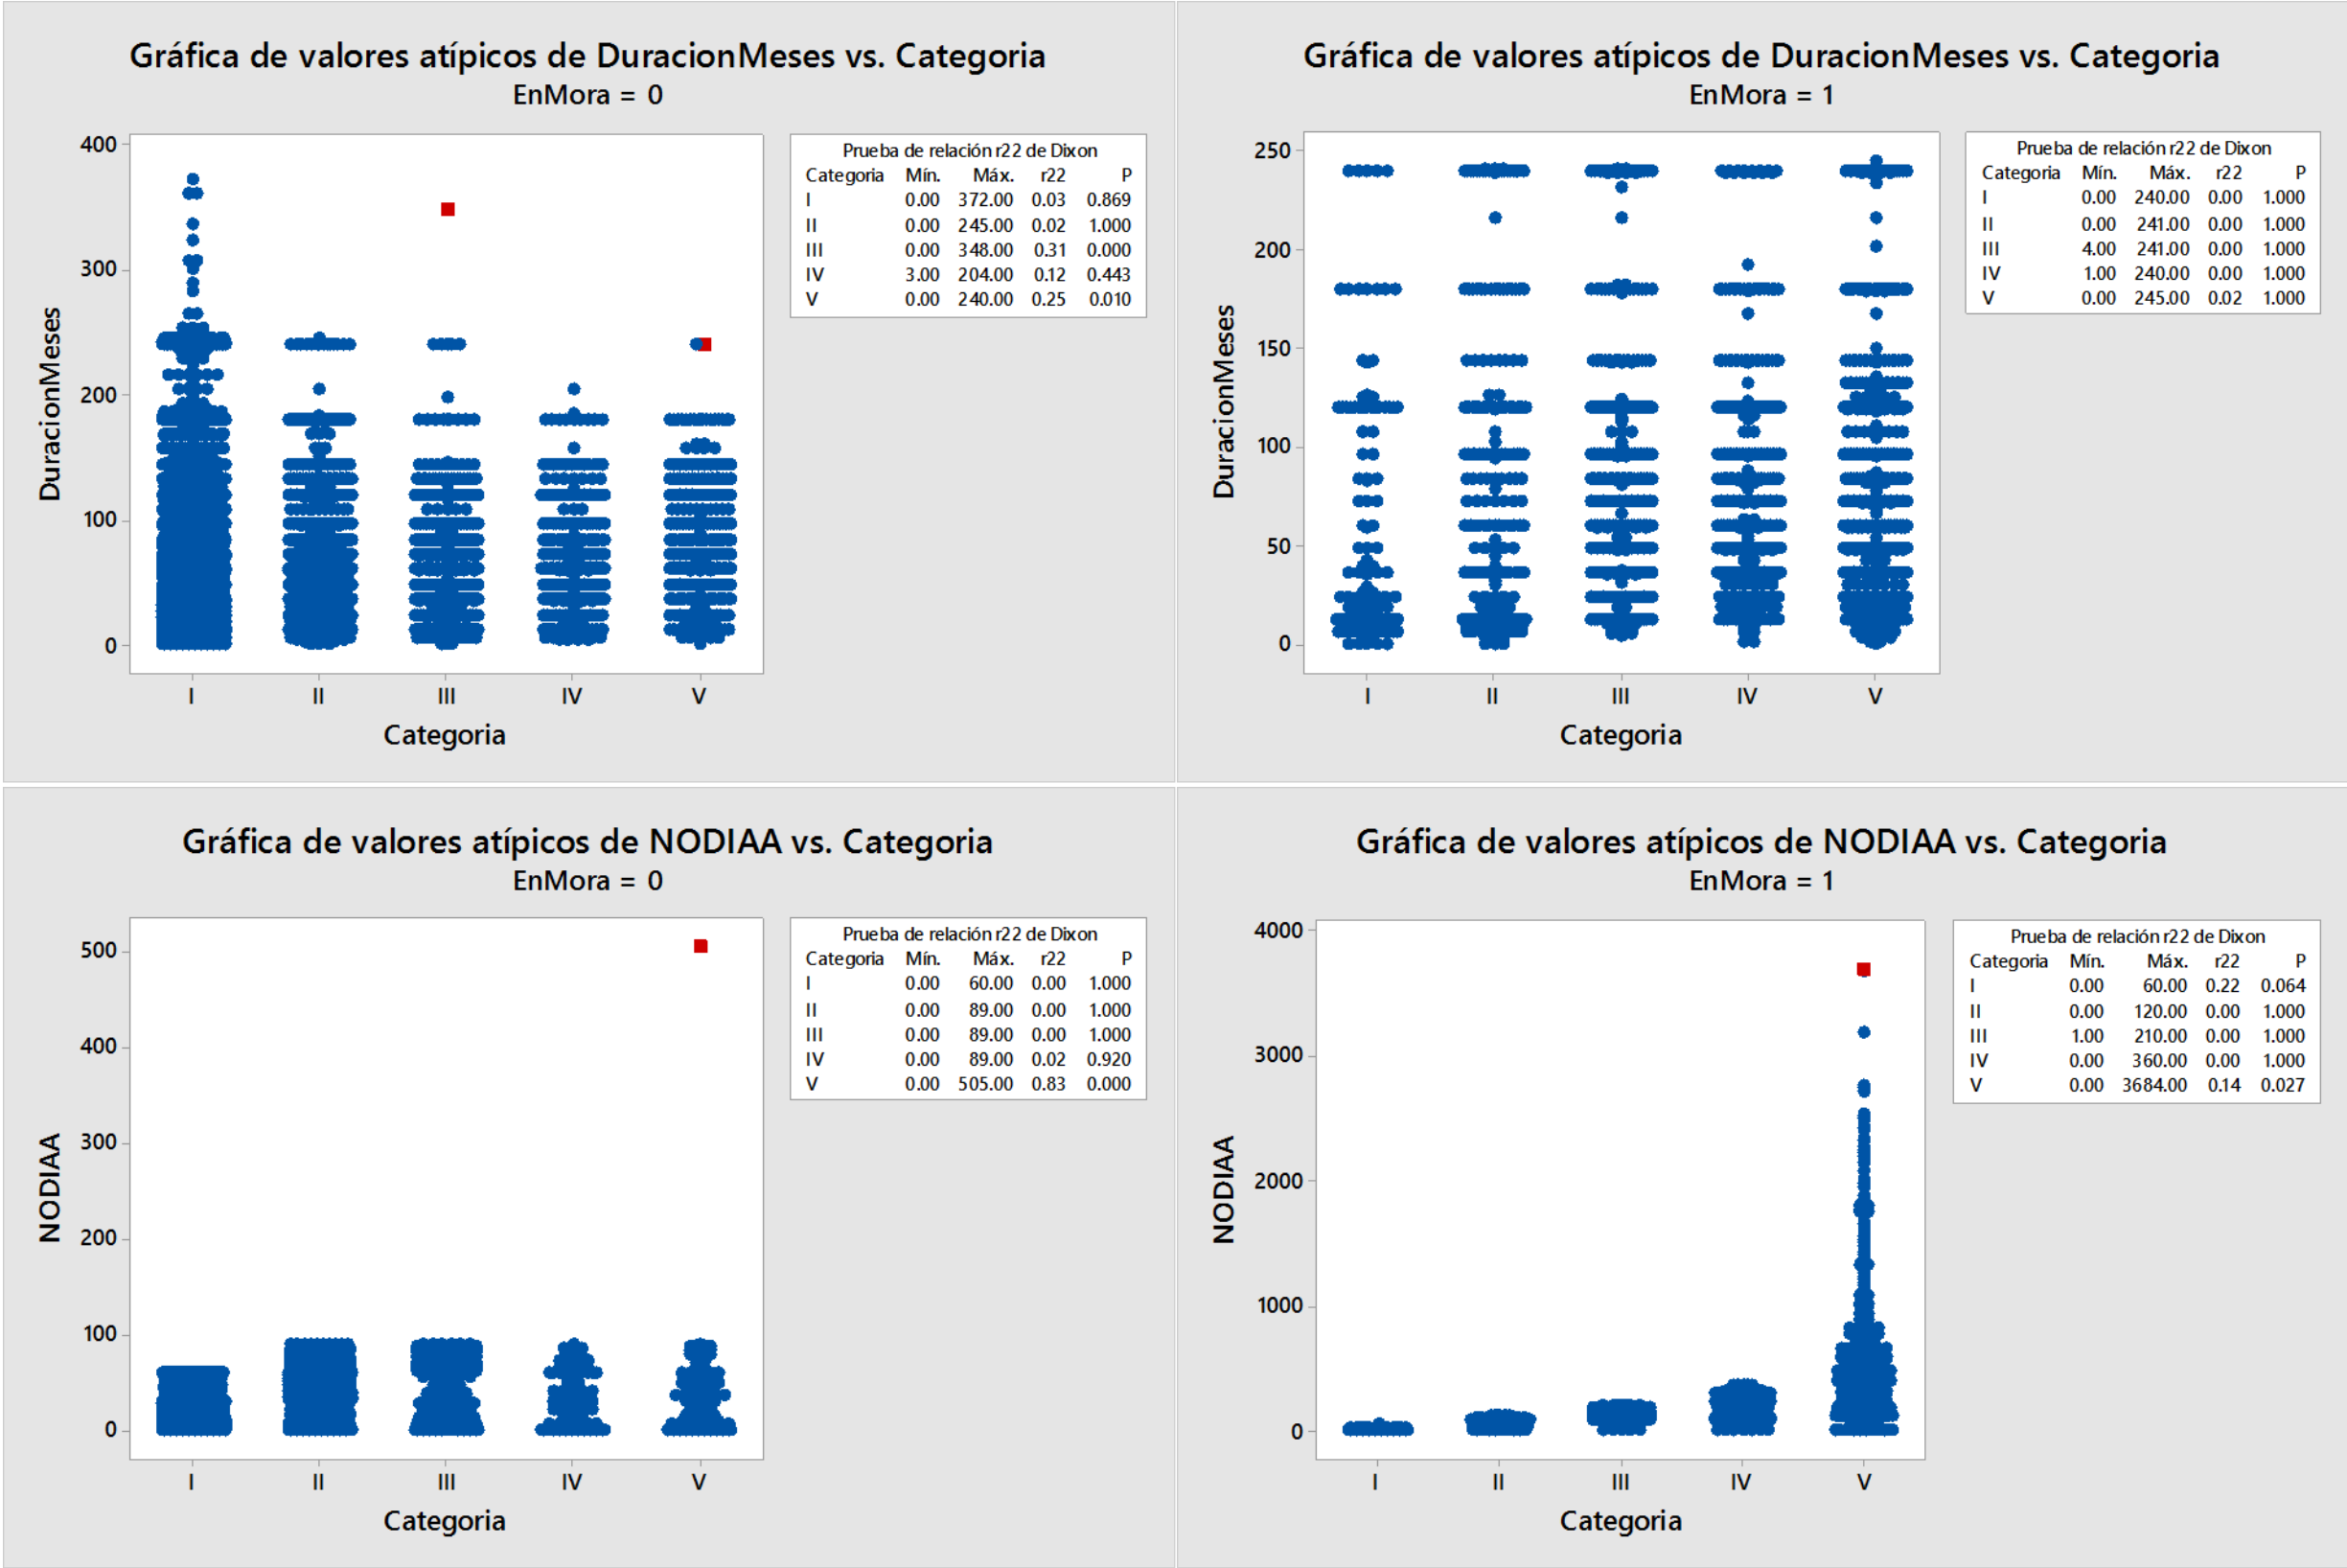 Gráfica de valores atípicos de DuracionMeses vs. Categoria
EnMora = 0
400
300
200
100
0
DuracionMeses
I II III IV V
Categoria
Prueba de relación r22 de Dixon
Categoria Mín. Máx. r22 P
I 0.00 372.00 0.03 0.869
II 0.00 245.00 0.02 1.000
III 0.00 348.00 0.31 0.000
IV 3.00 204.00 0.12 0.443
V 0.00 240.00 0.25 0.010
Gráfica de valores atípicos de DuracionMeses vs. Categoria
EnMora = 1
250
200
150
100
50
0
DuracionMeses
I II III IV V
Categoria
Prueba de relación r22 de Dixon
Categoria Mín. Máx. r22 P
I 0.00 240.00 0.00 1.000
II 0.00 241.00 0.00 1.000
III 4.00 241.00 0.00 1.000
IV 1.00 240.00 0.00 1.000
V 0.00 245.00 0.02 1.000
Gráfica de valores atípicos de NODIAA vs. Categoria
EnMora = 0
500
400
300
200
100
0
NODIAA
I II III IV V
Categoria
Prueba de relación r22 de Dixon
Categoria Mín. Máx. r22 P
I 0.00 60.00 0.00 1.000
II 0.00 89.00 0.00 1.000
III 0.00 89.00 0.00 1.000
IV 0.00 89.00 0.02 0.920
V 0.00 505.00 0.83 0.000
Gráfica de valores atípicos de NODIAA vs. Categoria
EnMora = 1
4000
3000
2000
1000
0
NODIAA
I II III IV V
Categoria
Prueba de relación r22 de Dixon
Categoria Mín. Máx. r22 P
I 0.00 60.00 0.22 0.064
II 0.00 120.00 0.00 1.000
III 1.00 210.00 0.00 1.000
IV 0.00 360.00 0.00 1.000
V 0.00 3684.00 0.14 0.027